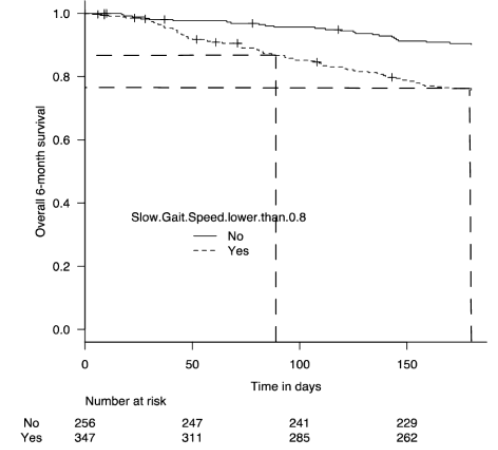 1.0
0.8
0.6
0.4
0.2
0.0
Overall 6-month survival
Slow.Gait.Speed.lower.than.0.8
No
Yes
0 50 100 150
Time in days
Number at risk
No 256 247 241 229
Yes 347 311 285 262